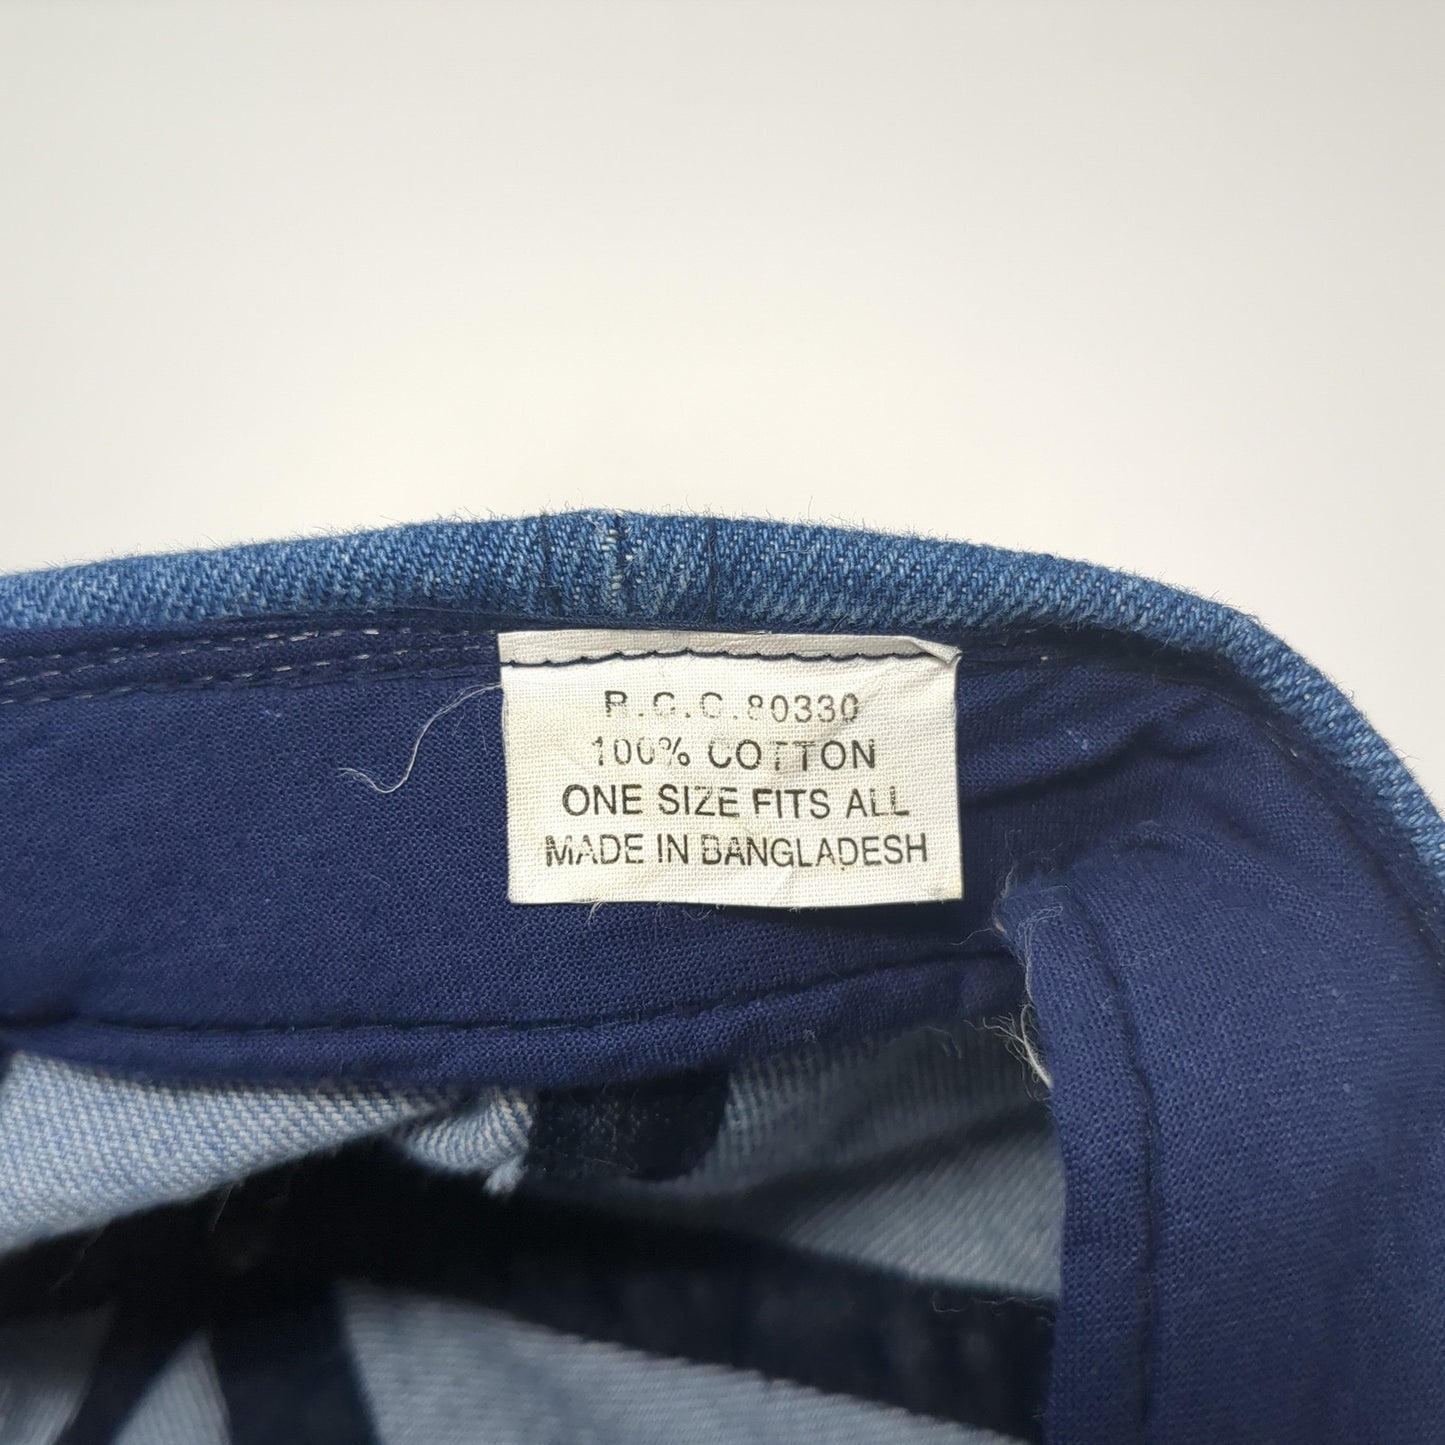 R.G.C.80330
100% COTTON
ONE SIZE FITS ALL
MADE IN BANGLADESH